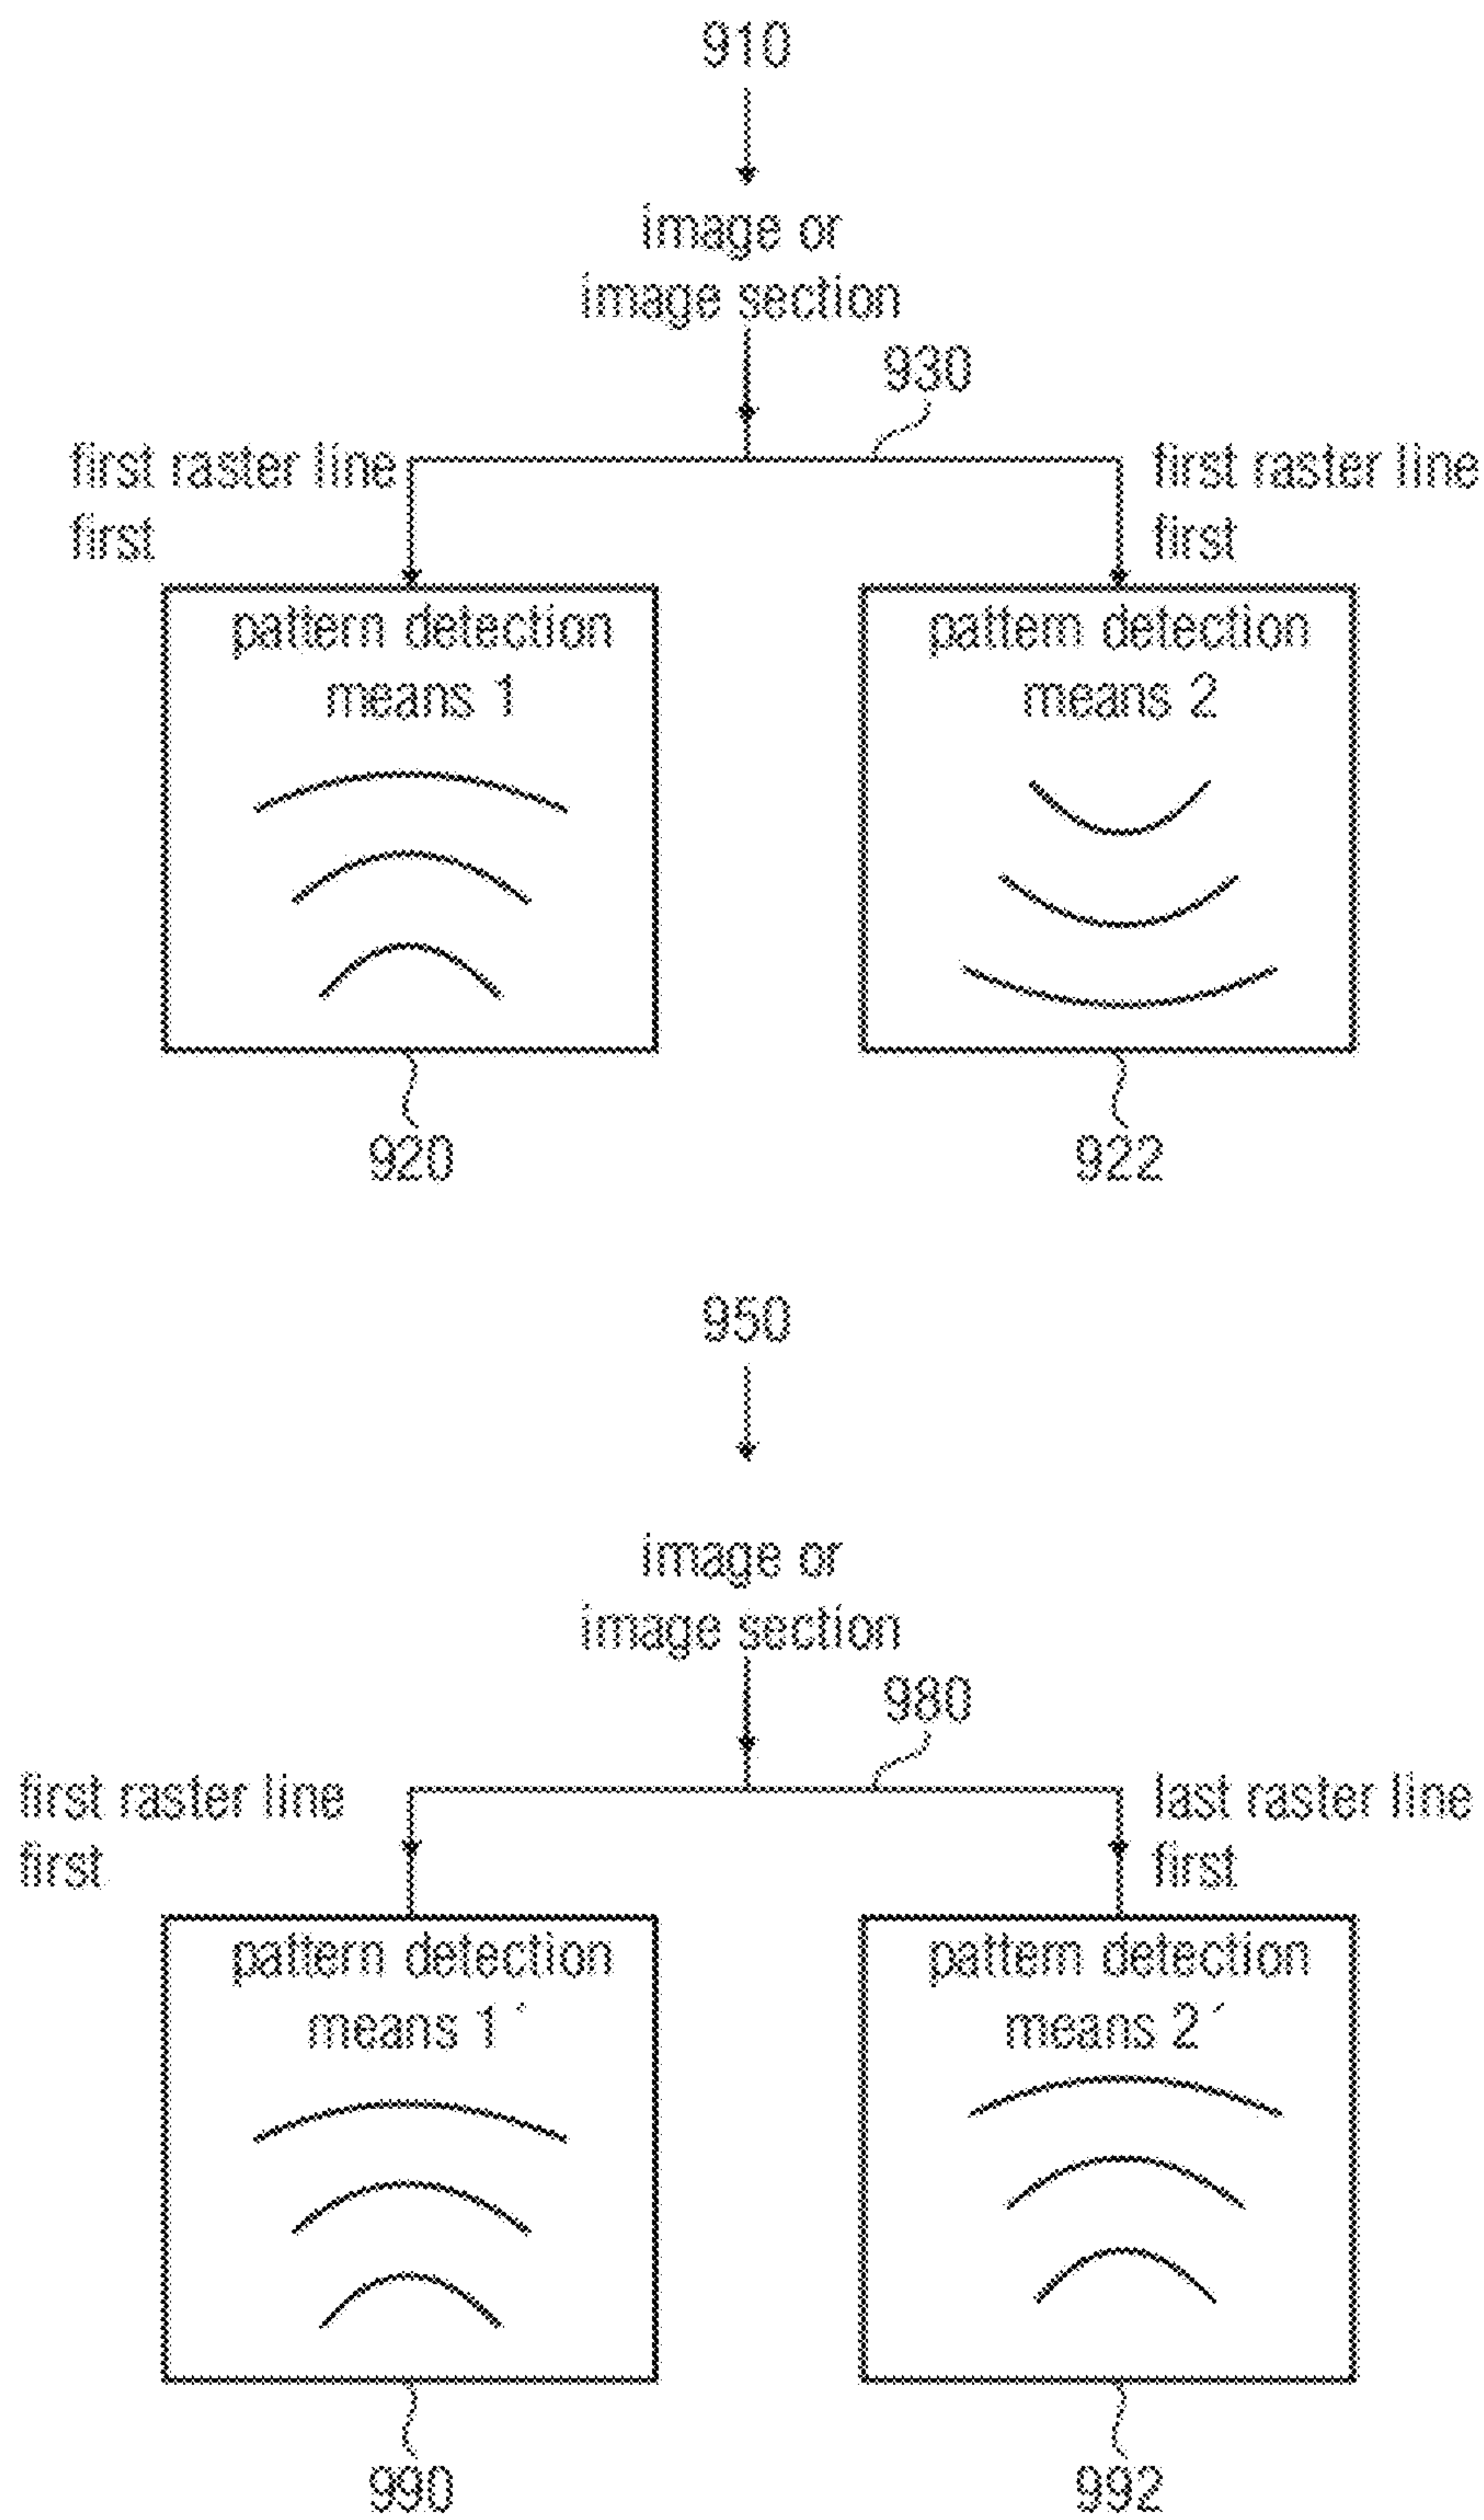 910
image or
image section
930
first raster line
first
first raster line
first
pattern detection
means 1
pattern detection
means 2
920
922
950
image or
image section
980
first raster line
first
last raster line
first
pattern detection
means 1´
pattern detection
means 2´
990
992